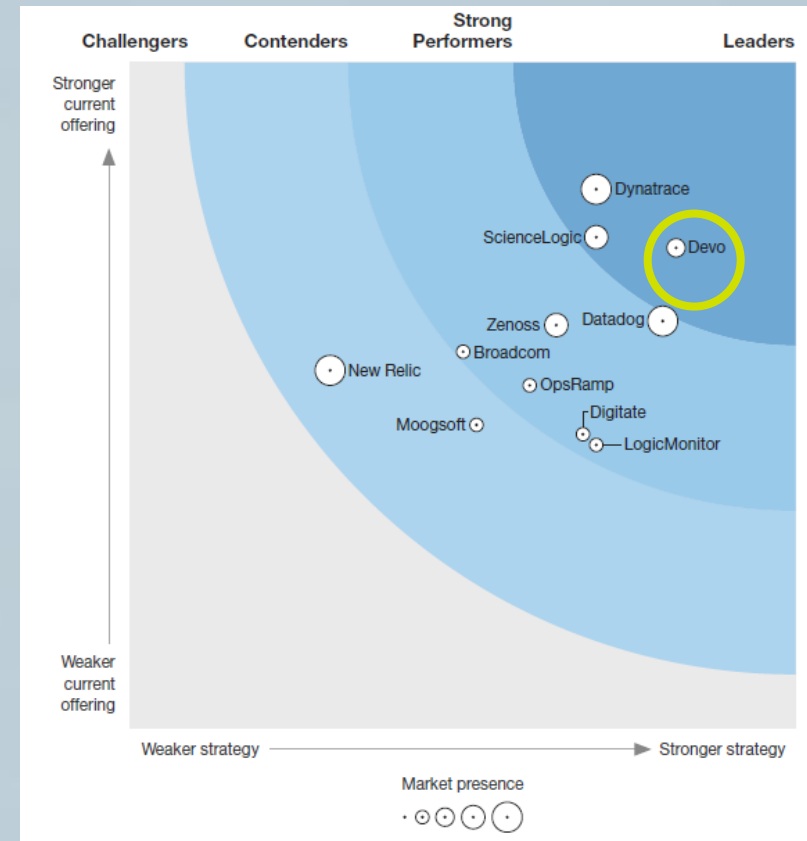 Challengers
Contenders
Strong
Performers
Leaders
Stronger
current
offering
Dynatrace
ScienceLogic
Devo
Zenoss
Datadog
Broadcom
New Relic
OpsRamp
Digitate
Moogsoft
LogicMonitor
Weaker
current
offering
Weaker strategy
Stronger strategy
Market presence